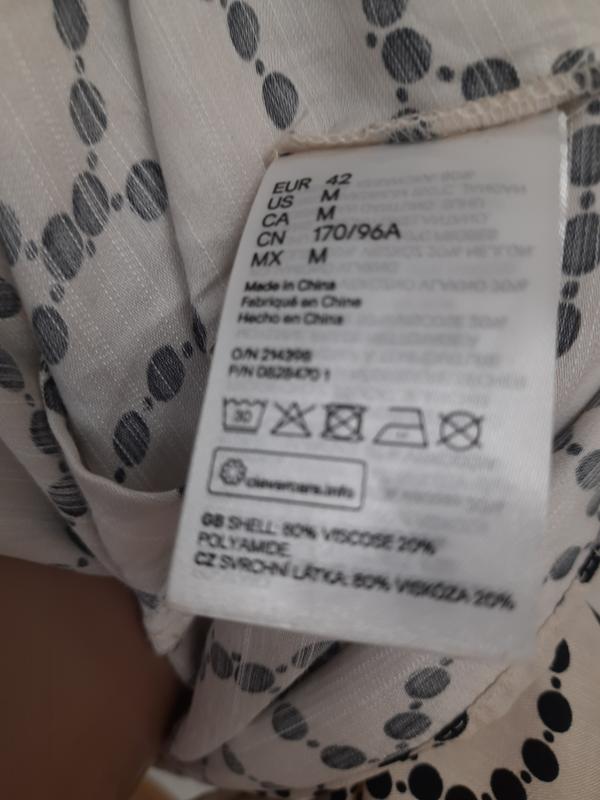 EUR 42
US M
CA M
CN 170/96A
MX M
Made in China
Fabriqué en Chine
Hecho en China
O/N 214398
P/N 0828470 1
30
clevercare.info
GB SHELL: 80% VISCOSE 20%
POLYAMIDE.
CZ SVRCHNÍ LÁTKA: 80% VISKÓZA 20%